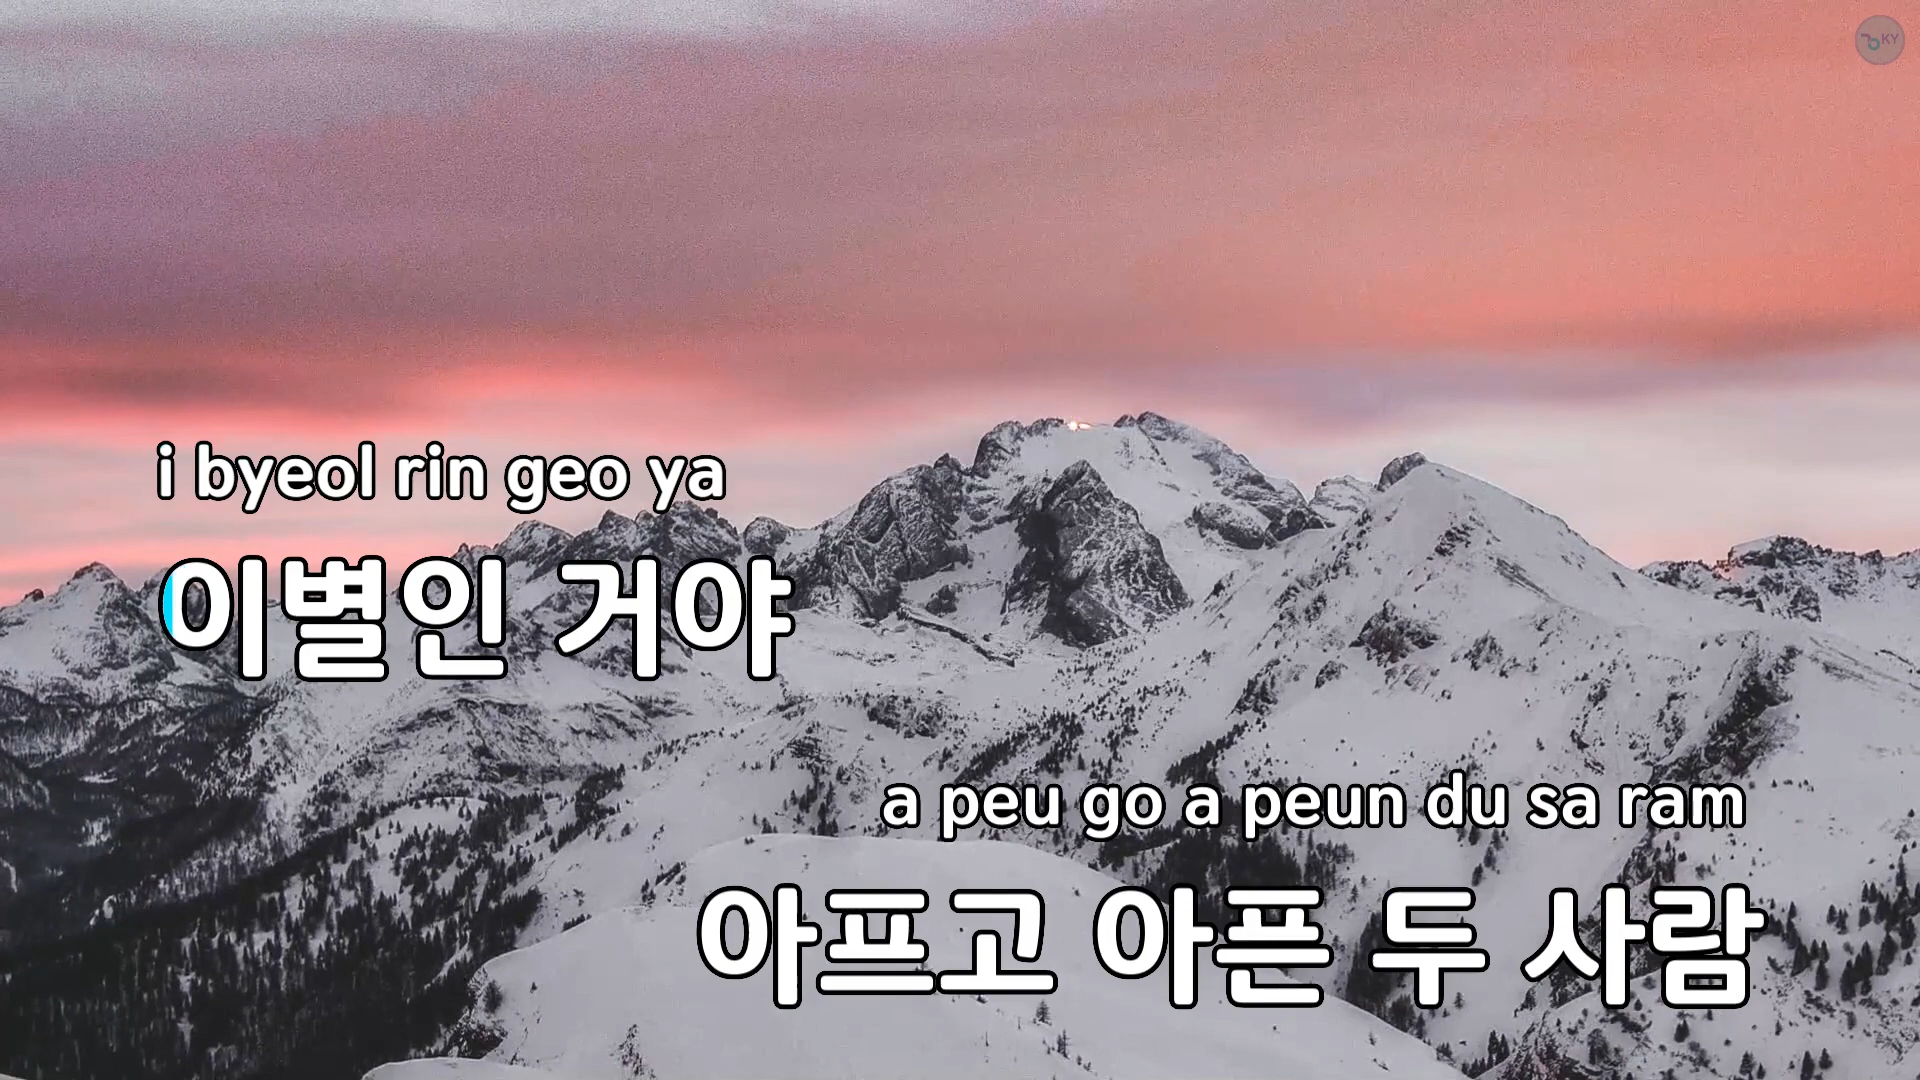 KY
i byeol rin geo ya
이별인 거야
a peu go a peun du sa ram
아프고 아픈 두 사람